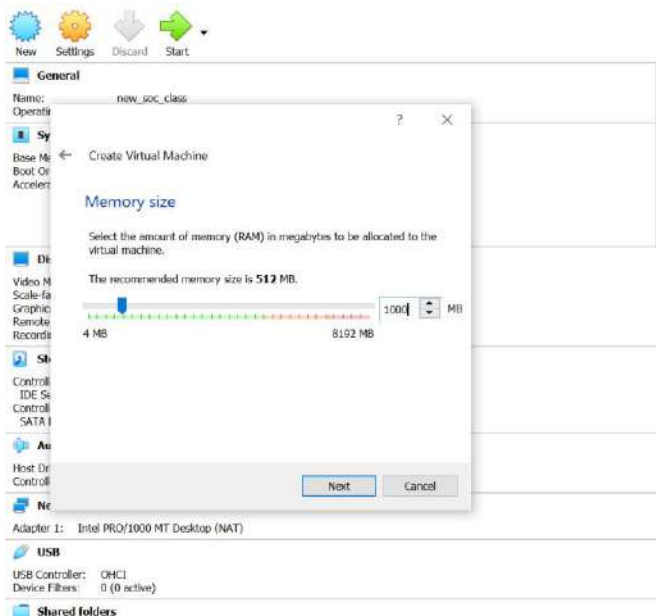 New Settings Discard Start
General
Name: new_soc_class
Operatin
Sy
Base Me
Boot Or
Accelera
? ×
← Create Virtual Machine
Memory size
Select the amount of memory (RAM) in megabytes to be allocated to the
virtual machine.
The recommended memory size is 512 MB.
1000 MB
4 MB 8192 MB
Next Cancel
Di
Video M
Scale-fa
Graphic
Remote
Recordi
St
Controll
IDE Se
Controll
SATA
Au
Host Dr
Controll
Ne
Adapter 1: Intel PRO/1000 MT Desktop (NAT)
USB
USB Controller: OHCI
Device Filters: 0 (0 active)
Shared folders